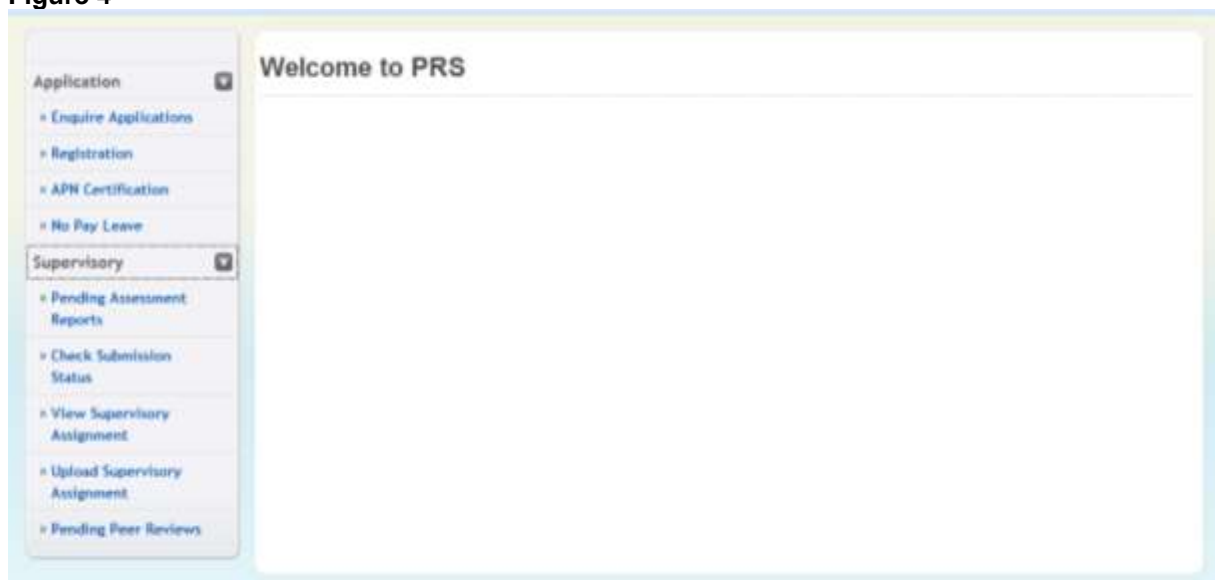 Figure 4
Application
» Enquire Applications
» Registration
» APN Certification
» No Pay Leave
Supervisory
» Pending Assessment
Reports
» Check Submission
Status
» View Supervisory
Assignment
» Upload Supervisory
Assignment
» Pending Peer Reviews
Welcome to PRS